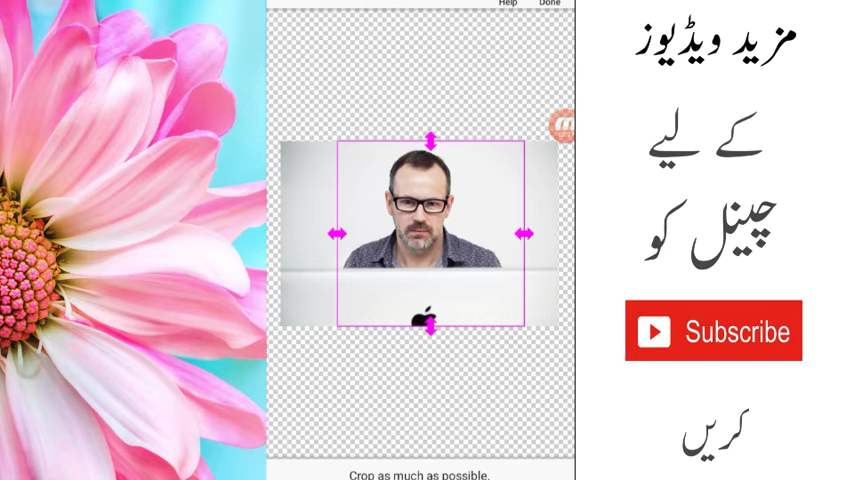 Help Done
Crop as much as possible.
مزید ویڈیوز
کے لیے
چینل کو
Subscribe
کریں